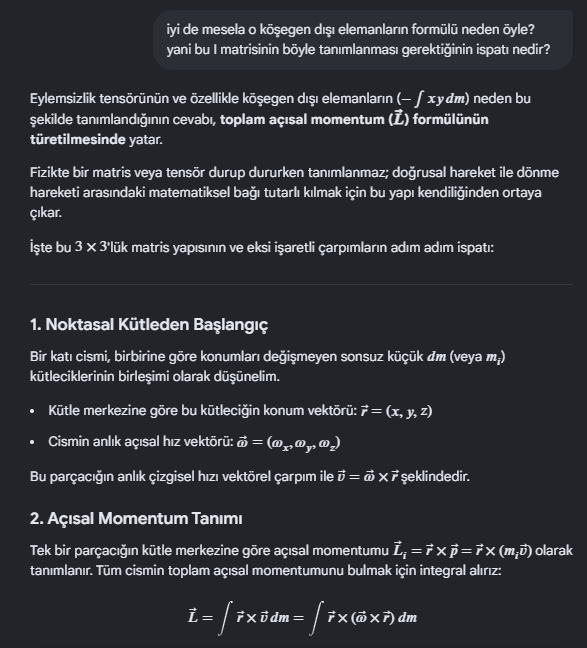 iyi de mesela o köşegen dışı elemanların formülü neden öyle?
yani bu I matrisinin böyle tanımlanması gerektiğinin ispatı nedir?
Eylemsizlik tensörünün ve özellikle köşegen dışı elemanların (−∫ xy dm) neden bu
şekilde tanımlandığının cevabı, toplam açısal momentum (L⃗) formülünün
türetilmesinde yatar.
Fizikte bir matris veya tensör durup dururken tanımlanmaz; doğrusal hareket ile dönme
hareketi arasındaki matematiksel bağı tutarlı kılmak için bu yapı kendiliğinden ortaya
çıkar.
İşte bu 3 × 3'lük matris yapısının ve eksi işaretli çarpımların adım adım ispatı:
1. Noktasal Kütleden Başlangıç
Bir katı cismi, birbirine göre konumları değişmeyen sonsuz küçük dm (veya mᵢ)
kütleciklerinin birleşimi olarak düşünelim.
• Kütle merkezine göre bu kütleciğin konum vektörü: r⃗ = (x, y, z)
• Cismin anlık açısal hız vektörü: ω⃗ = (ω_x, ω_y, ω_z)
Bu parçacığın anlık çizgisel hızı vektörel çarpım ile v⃗ = ω⃗ × r⃗ şeklindedir.
2. Açısal Momentum Tanımı
Tek bir parçacığın kütle merkezine göre açısal momentumu L⃗ᵢ = r⃗ × p⃗ = r⃗ × (mᵢv⃗) olarak
tanımlanır. Tüm cismin toplam açısal momentumunu bulmak için integral alırız:
L⃗ = ∫ r⃗ × v⃗ dm = ∫ r⃗ × (ω⃗ × r⃗) dm